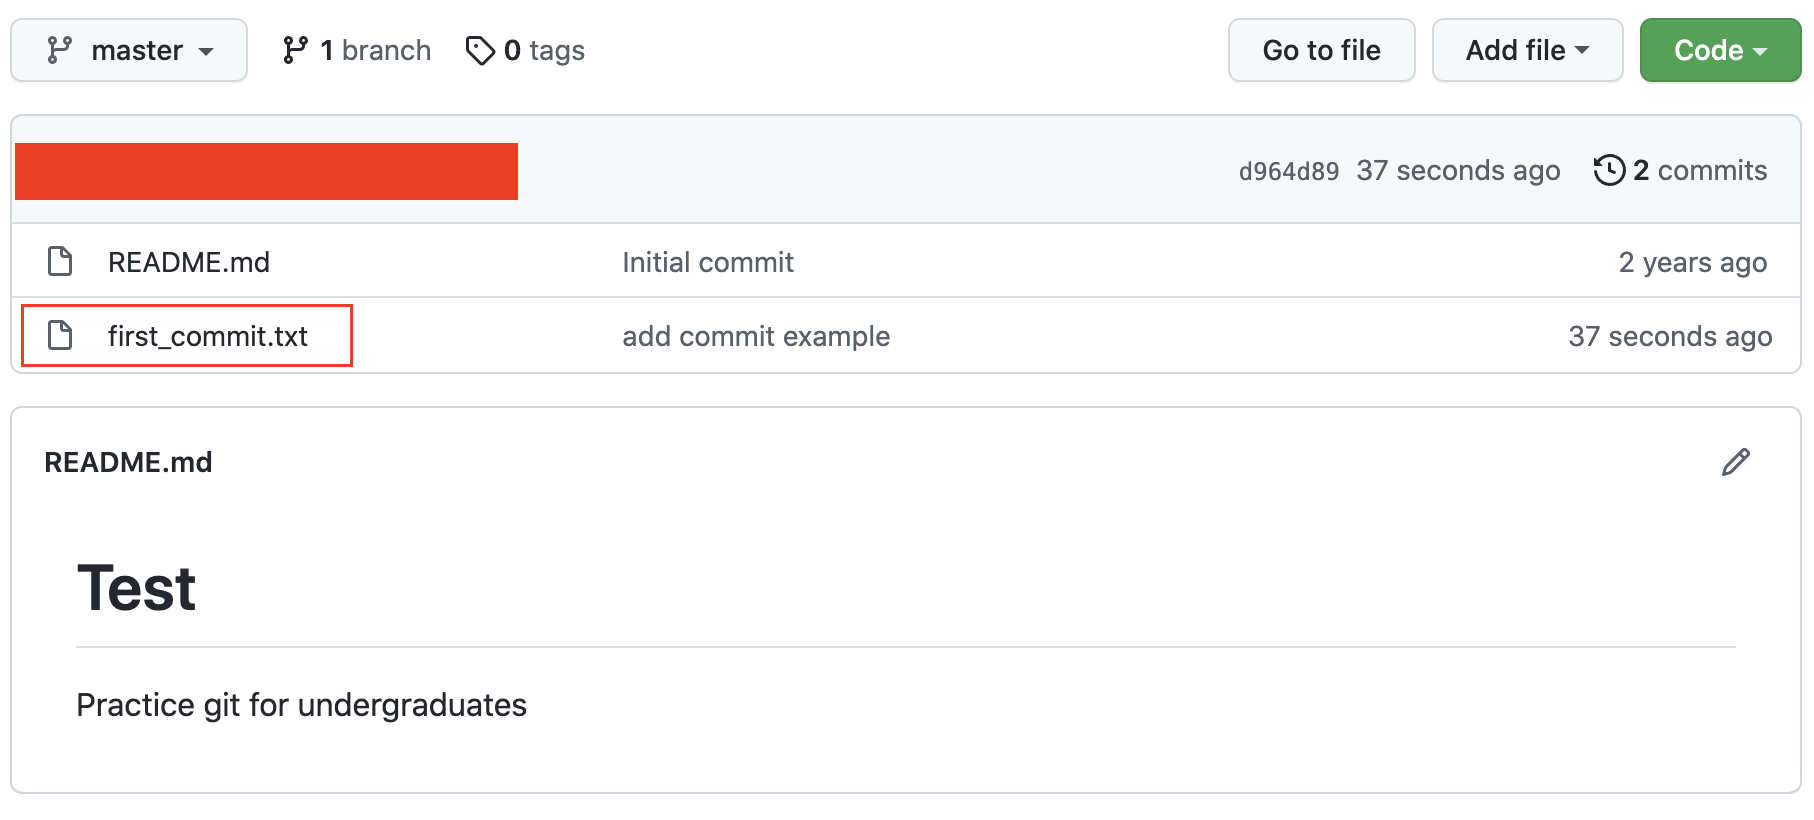 master 1 branch 0 tags Go to file Add file Code
d964d89 37 seconds ago 2 commits
README.md Initial commit 2 years ago
first_commit.txt add commit example 37 seconds ago
README.md
Test
Practice git for undergraduates